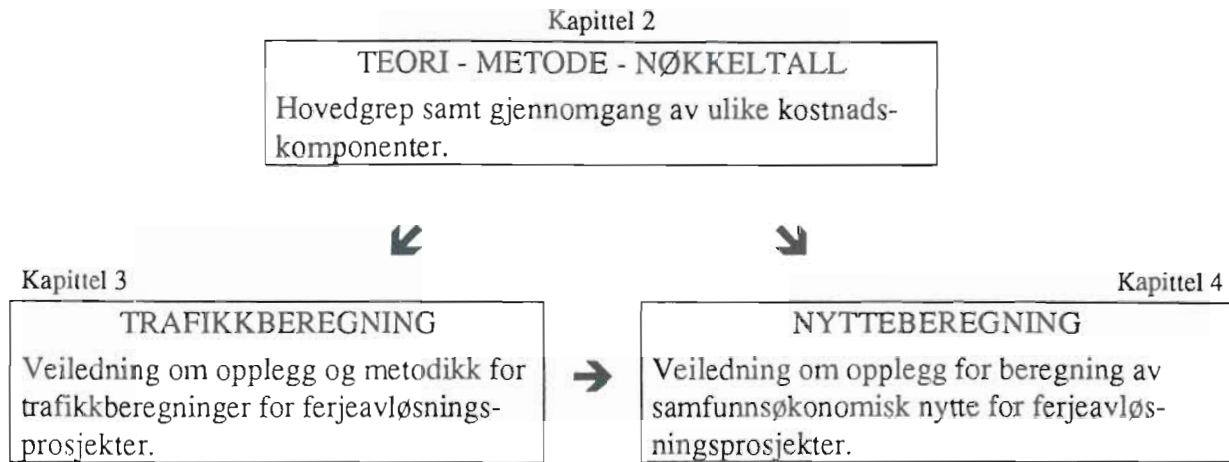 Kapittel 2
TEORI - METODE - NØKKELTALL
Hovedgrep samt gjennomgang av ulike kostnads-
komponenter.
Kapittel 3
TRAFIKKBEREGNING
Veiledning om opplegg og metodikk for
trafikkberegninger for ferjeavløsnings-
prosjekter.
Kapittel 4
NYTTEBEREGNING
Veiledning om opplegg for beregning av
samfunnsøkonomisk nytte for ferjeavløs-
ningsprosjekter.